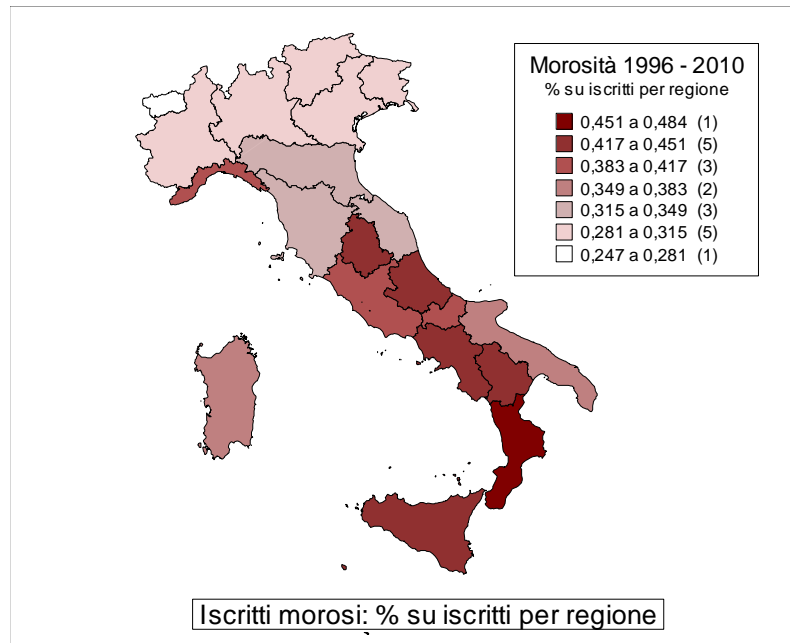 Morosità 1996 - 2010
% su iscritti per regione
0,451 a 0,484 (1)
0,417 a 0,451 (5)
0,383 a 0,417 (3)
0,349 a 0,383 (2)
0,315 a 0,349 (3)
0,281 a 0,315 (5)
0,247 a 0,281 (1)
Iscritti morosi: % su iscritti per regione